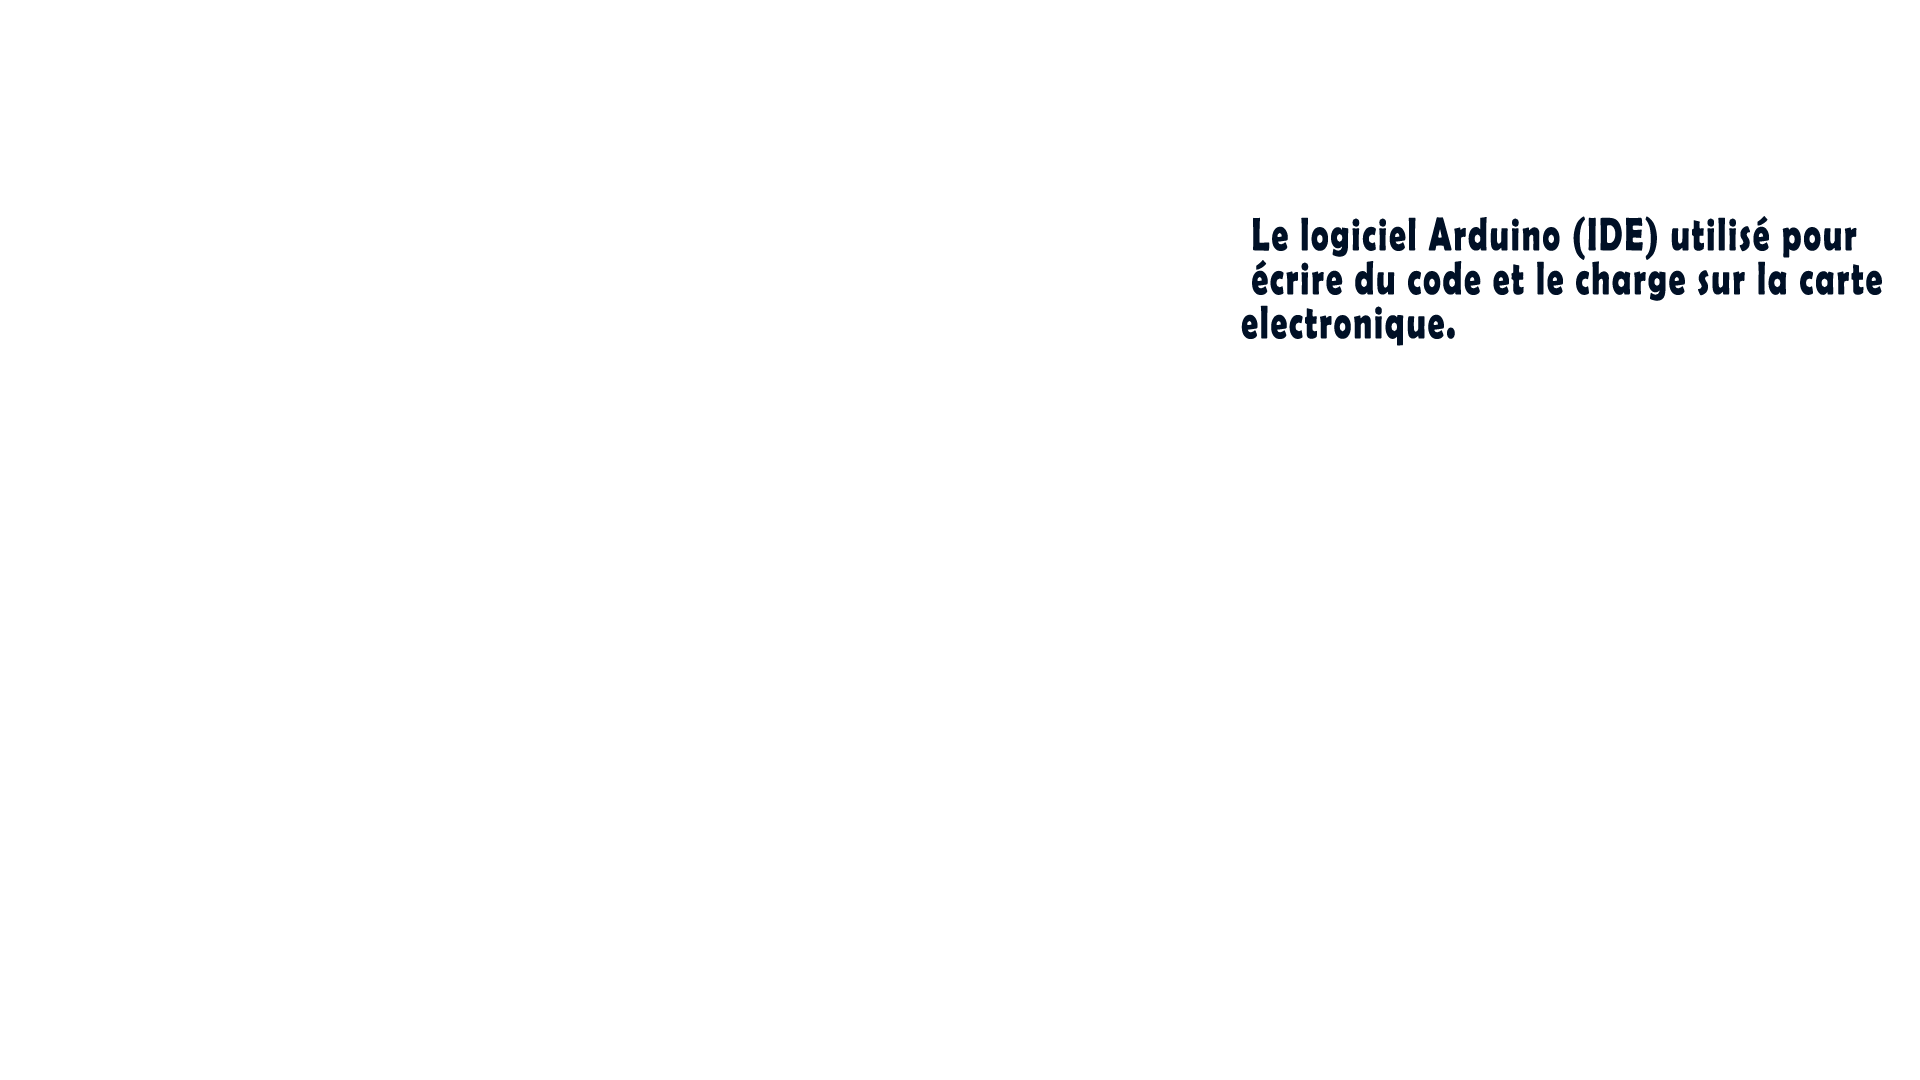 Le logiciel Arduino (IDE) utilisé pour
écrire du code et le charge sur la carte
electronique.